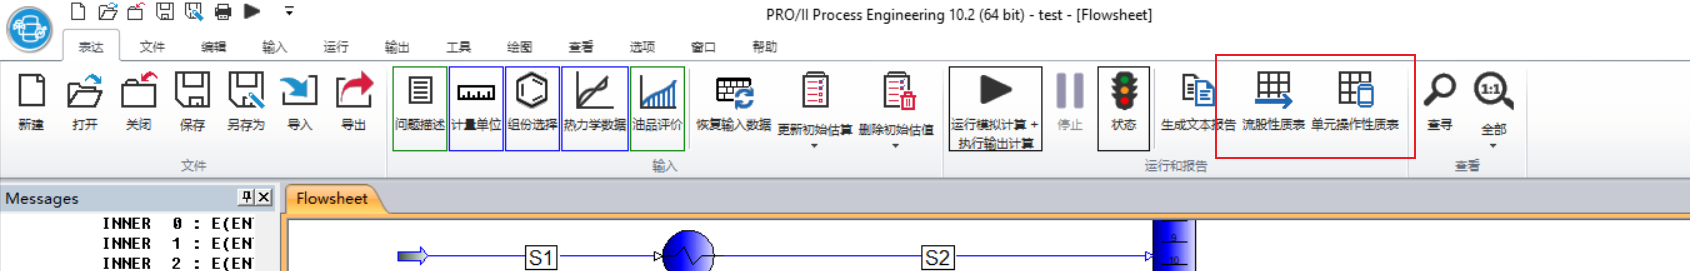 PRO/II Process Engineering 10.2 (64 bit) - test - [Flowsheet]
表达 文件 编辑 输入 运行 输出 工具 绘图 查看 选项 窗口 帮助
新建 打开 关闭 保存 另存为 导入 导出 问题描述 计量单位 组份选择 热力学数据 油品评价 恢复输入数据 更新初始估算 删除初始估值 运行模拟计算 + 停止 状态 生成文本报告 流股性质表 单元操作性质表 查寻 1:1 全部
执行输出计算
文件 输入 运行和报告 查看
Messages Flowsheet
INNER 0 : E(EN
INNER 1 : E(EN
INNER 2 : E(EN
S1 S2
9
10